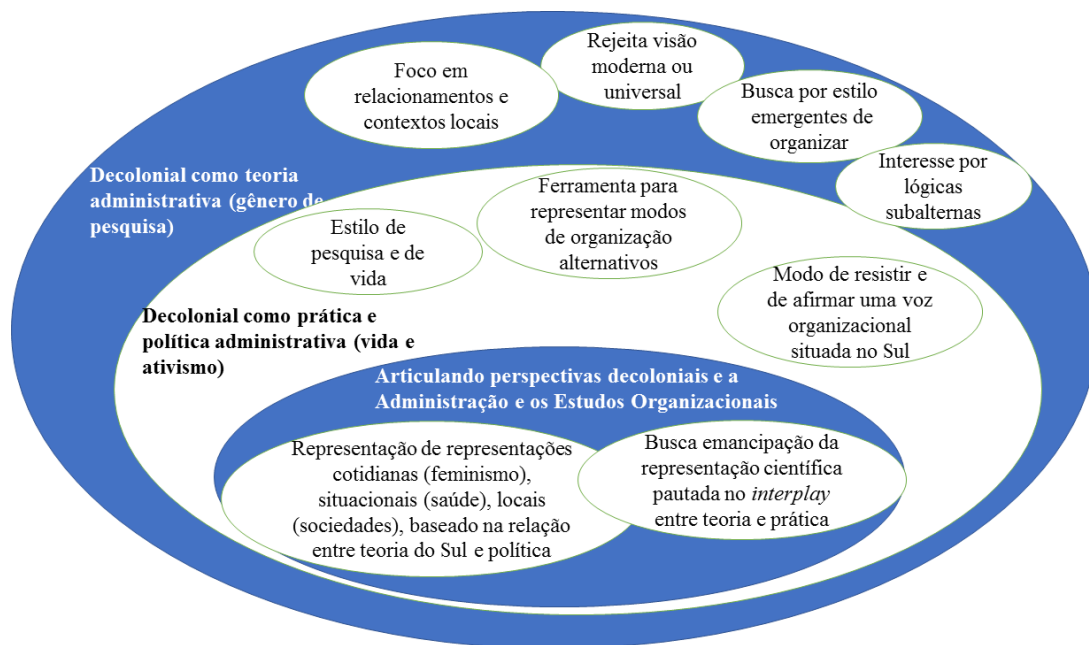 Foco em
relacionamentos e
contextos locais
Rejeita visão
moderna ou
universal
Busca por estilo
emergentes de
organizar
Interesse por
lógicas
subalternas
Decolonial como teoria
administrativa (gênero de
pesquisa)
Estilo de
pesquisa e de
vida
Ferramenta para
representar modos
de organização
alternativos
Modo de resistir e
de afirmar uma voz
organizacional
situada no Sul
Decolonial como prática e
política administrativa (vida e
ativismo)
Articulando perspectivas decoloniais e a
Administração e os Estudos Organizacionais
Representação de representações
cotidianas (feminismo),
situacionais (saúde), locais
(sociedades), baseado na relação
entre teoria do Sul e política
Busca emancipação da
representação científica
pautada no interplay
entre teoria e prática